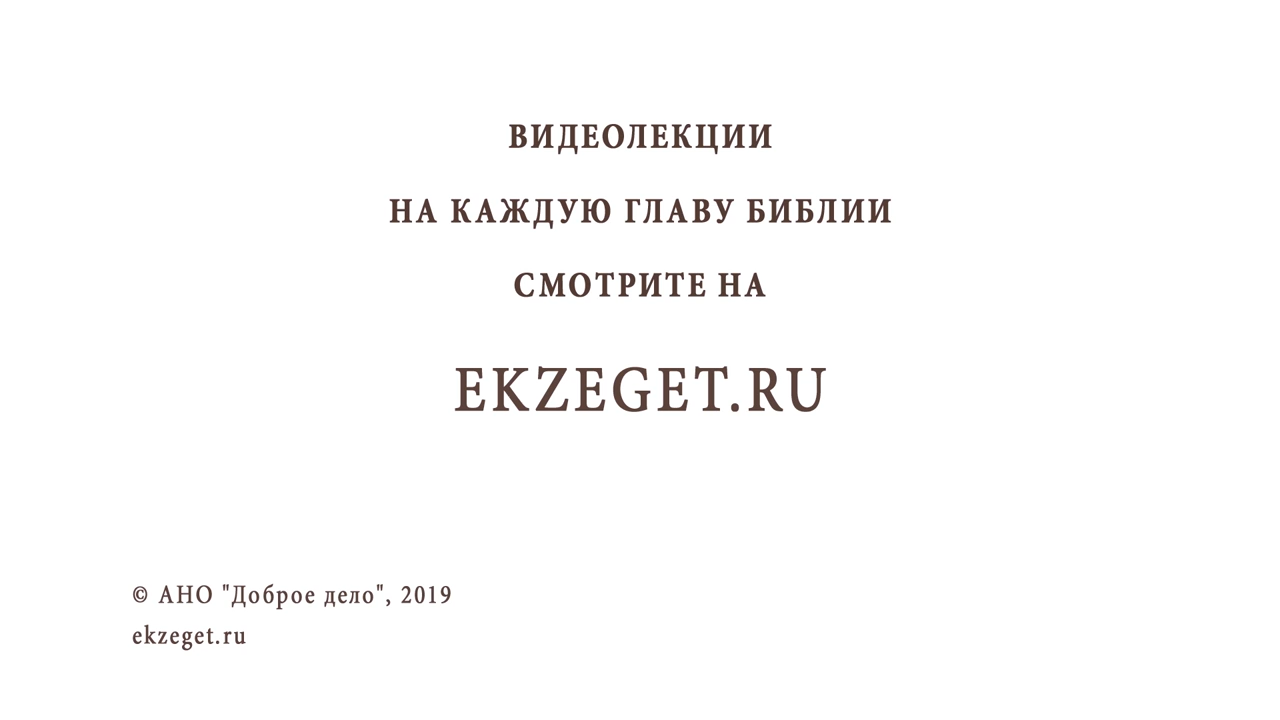 ВИДЕОЛЕКЦИИ
НА КАЖДУЮ ГЛАВУ БИБЛИИ
СМОТРИТЕ НА
EKZEGET.RU
© АНО "Доброе дело", 2019
ekzeget.ru